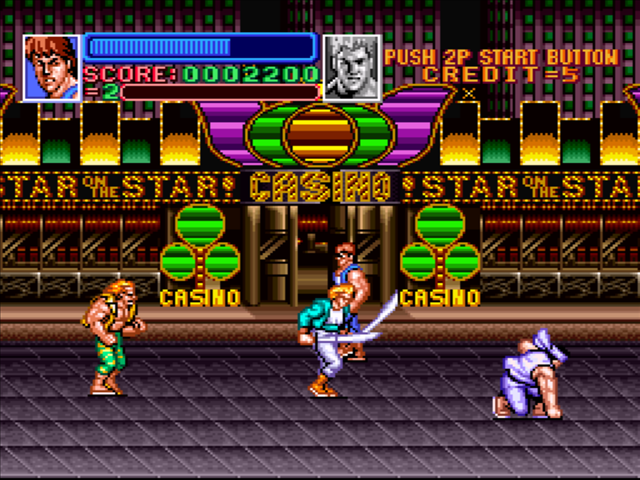 PUSH 2P START BUTTON
SCORE:0002200 CREDIT=5
=2
STAR ON THE STAR! CASINO !STAR ON THE STA
CASINO CASINO